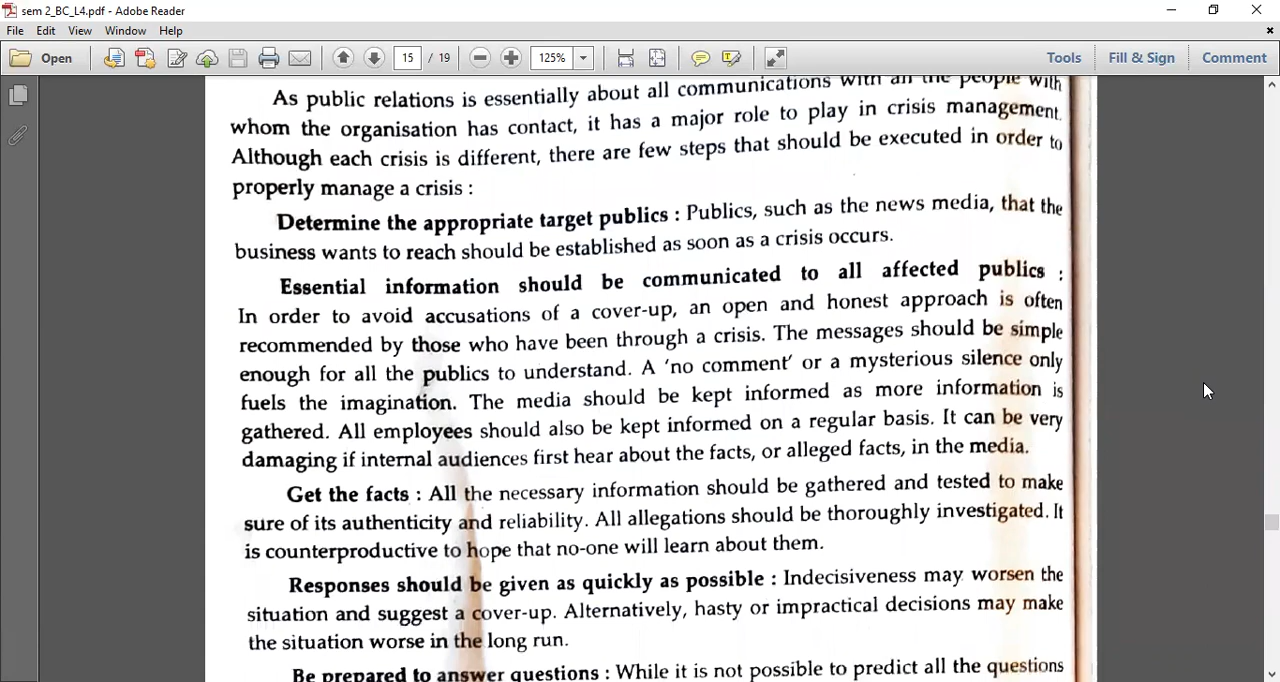 sem 2_BC_L4.pdf - Adobe Reader
File Edit View Window Help
Open 15 / 19 125% Tools Fill & Sign Comment
As public relations is essentially about all communications with all the people with
whom the organisation has contact, it has a major role to play in crisis management.
Although each crisis is different, there are few steps that should be executed in order to
properly manage a crisis :
Determine the appropriate target publics : Publics, such as the news media, that the
business wants to reach should be established as soon as a crisis occurs.
Essential information should be communicated to all affected publics :
In order to avoid accusations of a cover-up, an open and honest approach is often
recommended by those who have been through a crisis. The messages should be simple
enough for all the publics to understand. A 'no comment' or a mysterious silence only
fuels the imagination. The media should be kept informed as more information is
gathered. All employees should also be kept informed on a regular basis. It can be very
damaging if internal audiences first hear about the facts, or alleged facts, in the media.
Get the facts : All the necessary information should be gathered and tested to make
sure of its authenticity and reliability. All allegations should be thoroughly investigated. It
is counterproductive to hope that no-one will learn about them.
Responses should be given as quickly as possible : Indecisiveness may worsen the
situation and suggest a cover-up. Alternatively, hasty or impractical decisions may make
the situation worse in the long run.
Be prepared to answer questions : While it is not possible to predict all the questions